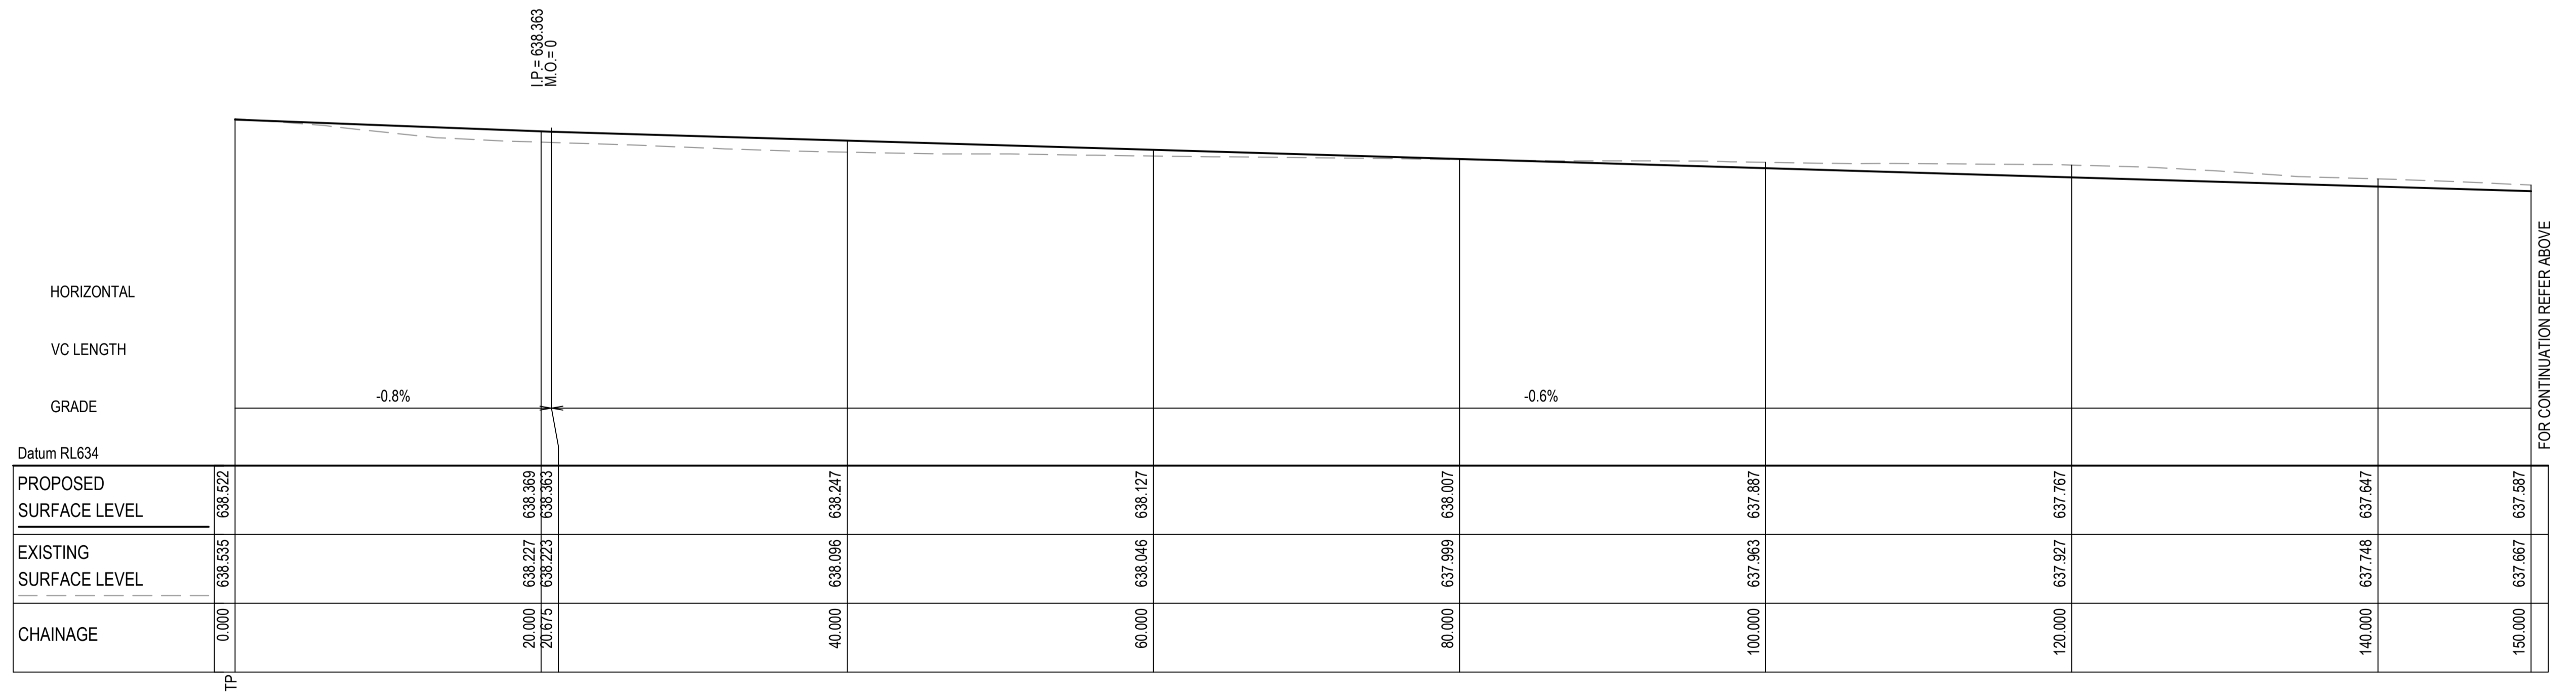 I.P.= 638.363
M.O.= 0
HORIZONTAL
VC LENGTH
GRADE
-0.8%
-0.6%
FOR CONTINUATION REFER ABOVE
Datum RL634
PROPOSED
SURFACE LEVEL
638.522
638.369
638.363
638.247
638.127
638.007
637.887
637.767
637.647
637.587
EXISTING
SURFACE LEVEL
638.535
638.227
638.223
638.096
638.046
637.999
637.963
637.927
637.748
637.667
CHAINAGE
0.000
20.000
20.675
40.000
60.000
80.000
100.000
120.000
140.000
150.000
TP